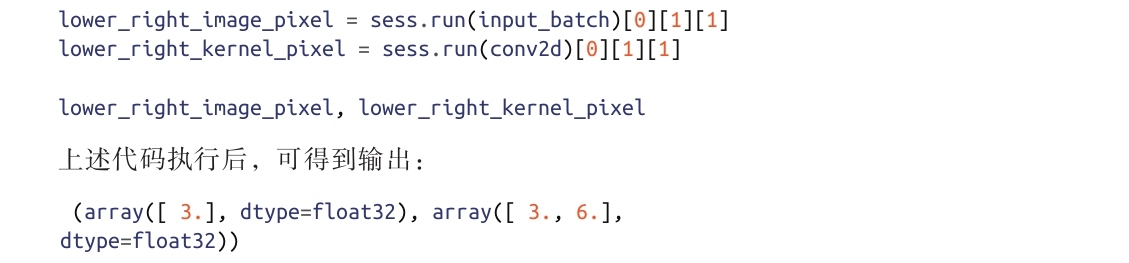 lower_right_image_pixel = sess.run(input_batch)[0][1][1]
lower_right_kernel_pixel = sess.run(conv2d)[0][1][1]
lower_right_image_pixel, lower_right_kernel_pixel
上述代码执行后，可得到输出：
(array([ 3.], dtype=float32), array([ 3., 6.],
dtype=float32))